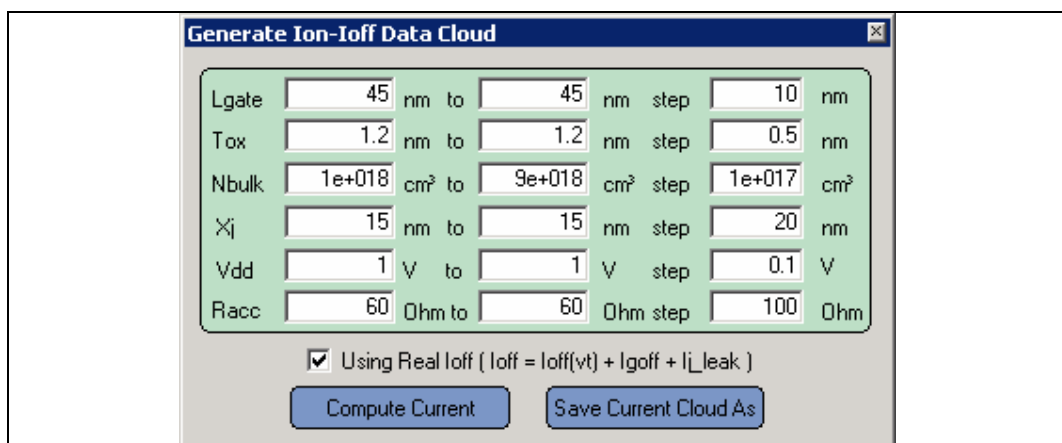 Generate Ion-Ioff Data Cloud
Lgate 45 nm to 45 nm step 10 nm
Tox 1.2 nm to 1.2 nm step 0.5 nm
Nbulk 1e+018 cm³ to 9e+018 cm³ step 1e+017 cm³
Xj 15 nm to 15 nm step 20 nm
Vdd 1 V to 1 V step 0.1 V
Racc 60 Ohm to 60 Ohm step 100 Ohm
Using Real Ioff ( Ioff = Ioff(vt) + Igoff + Ij_leak )
Compute Current Save Current Cloud As